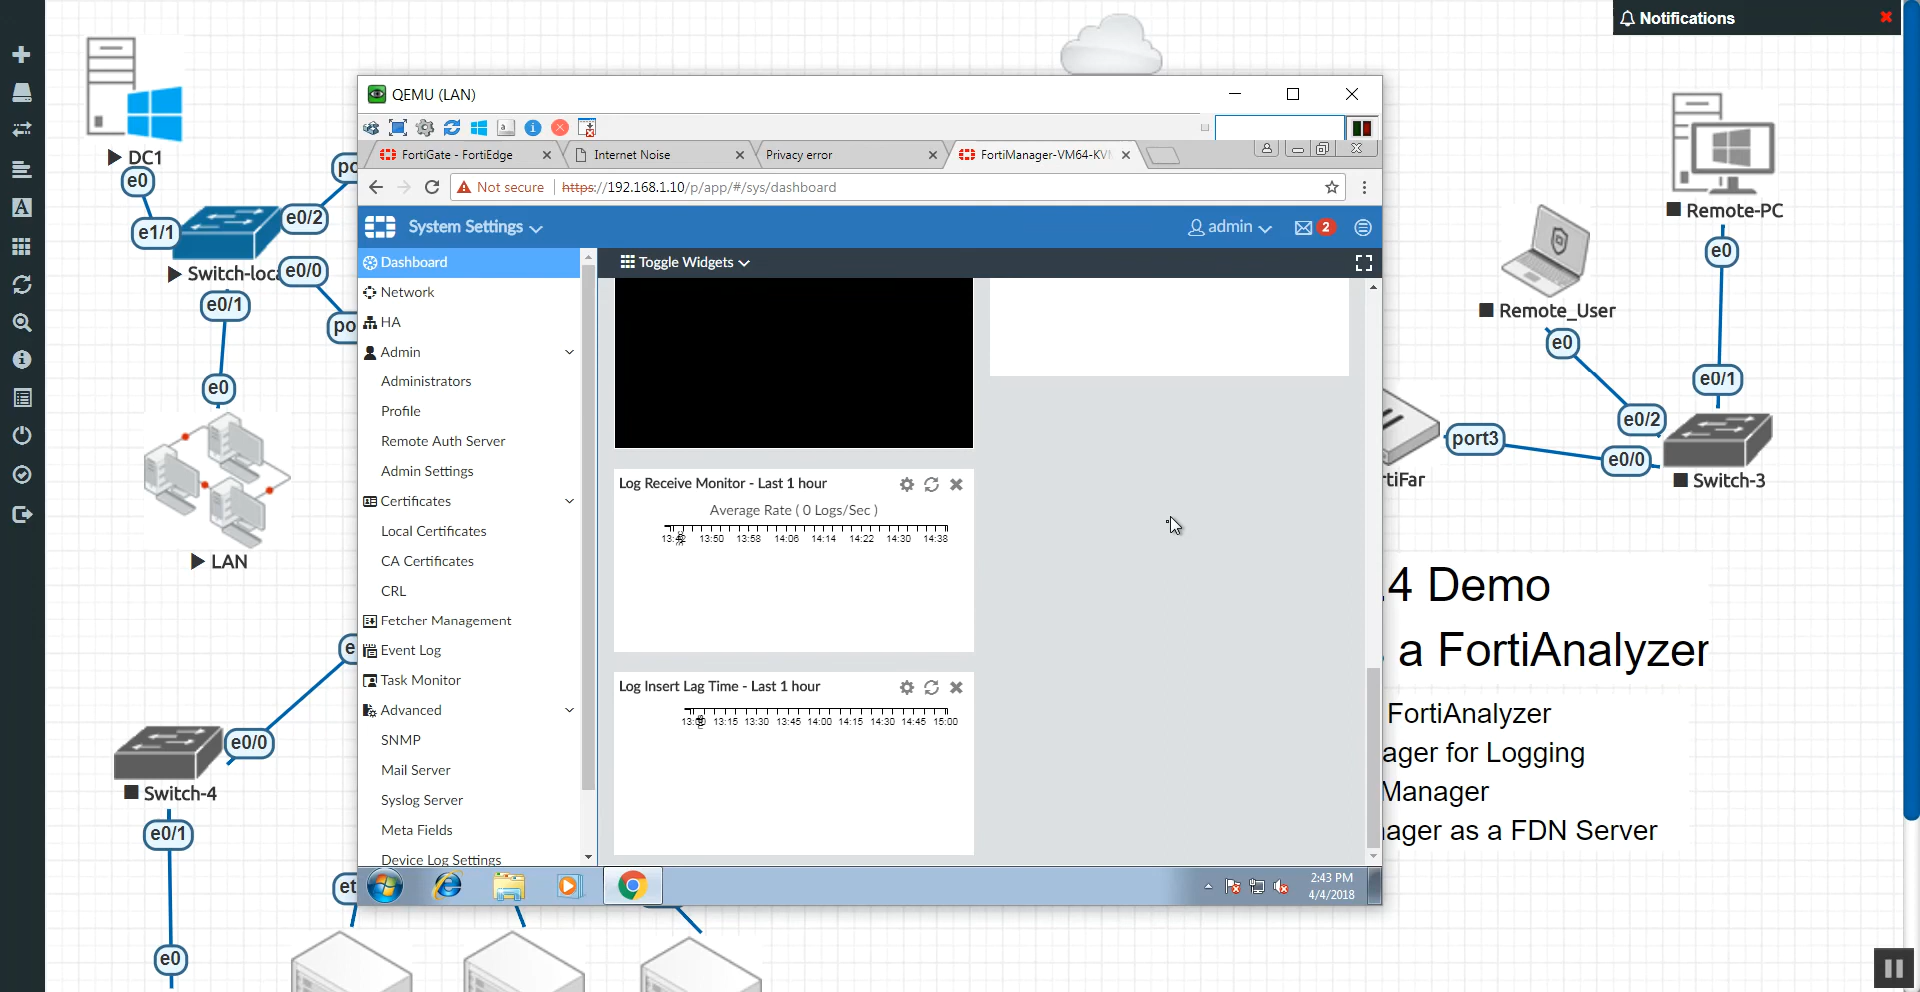 Notifications
QEMU (LAN)
FortiGate - FortiEdge
Internet Noise
Privacy error
FortiManager-VM64-KV
Not secure
https://192.168.1.10/p/app/#/sys/dashboard
System Settings
admin
2
Dashboard
Toggle Widgets
Network
HA
Admin
Administrators
Profile
Remote Auth Server
Admin Settings
Certificates
Local Certificates
CA Certificates
CRL
Fetcher Management
Event Log
Task Monitor
Advanced
SNMP
Mail Server
Syslog Server
Meta Fields
Device Log Settings
Log Receive Monitor - Last 1 hour
Average Rate ( 0 Logs/Sec )
13:50 13:58 14:06 14:14 14:22 14:30 14:38
Log Insert Lag Time - Last 1 hour
13:15 13:30 13:45 14:00 14:15 14:30 14:45 15:00
2:43 PM
4/4/2018
DC1
e0
e1/1
e0/2
Switch-loc
e0/0
e0/1
po
po
e0
LAN
e
Switch-4
e0/0
e0/1
e0
et
Remote-PC
e0
Remote_User
e0
e0/1
e0/2
port3
e0/0
tiFar
Switch-3
.4 Demo
a FortiAnalyzer
FortiAnalyzer
ager for Logging
Manager
ager as a FDN Server